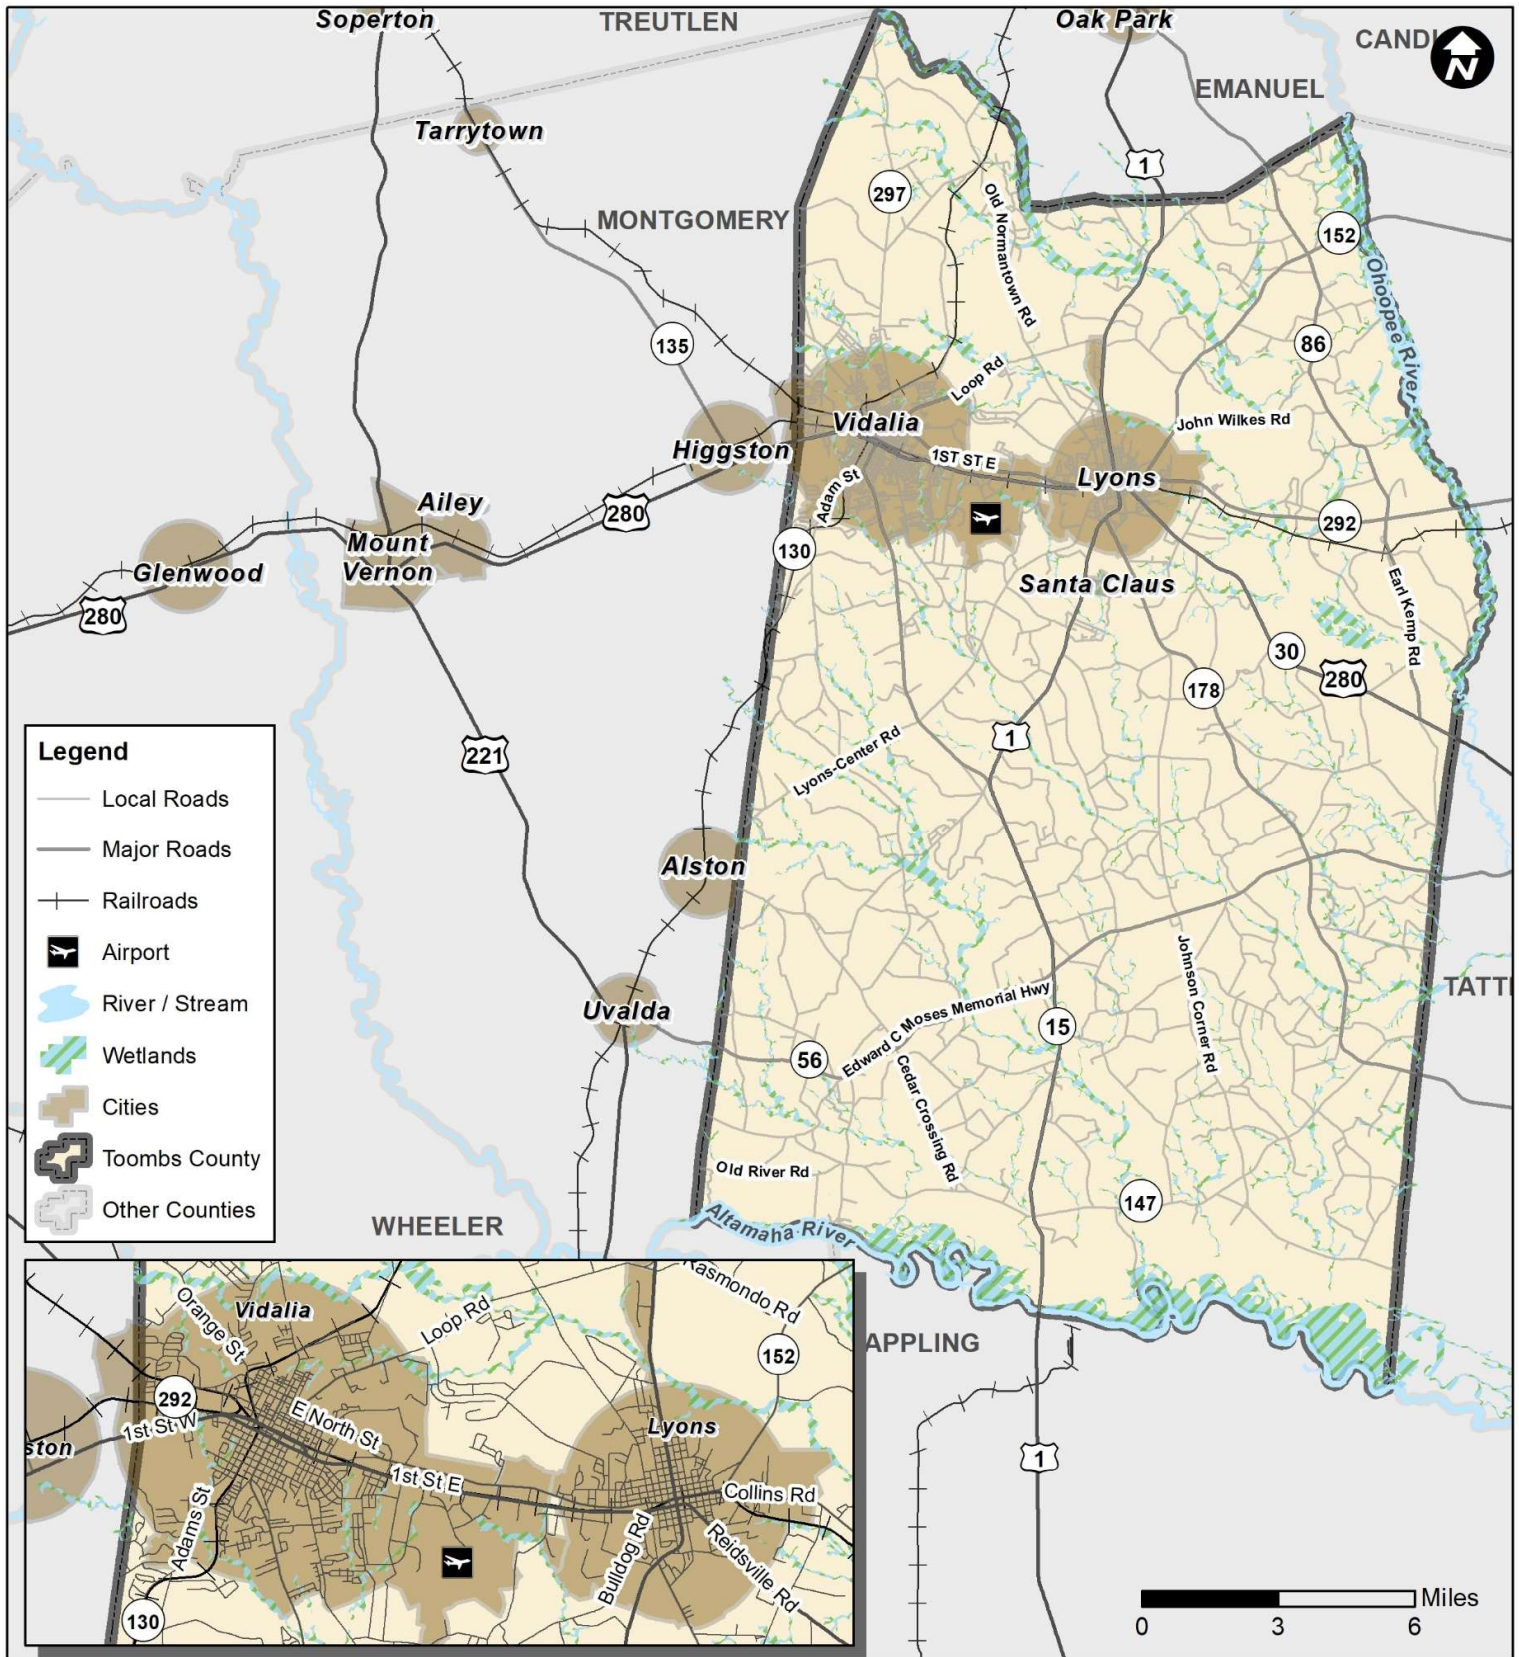 Soperton
TREUTLEN
Oak Park
CANDL
N
EMANUEL
Tarrytown
1
297
Old Normantown Rd
MONTGOMERY
152
Ohoopee River
135
86
Loop Rd
Vidalia
John Wilkes Rd
Higgston
1ST ST E
Lyons
Adam St
Ailey
280
292
Mount
Vernon
130
Glenwood
Santa Claus
Earl Kemp Rd
280
30
280
178
Legend
Local Roads
Major Roads
Railroads
Airport
River / Stream
Wetlands
Cities
Toombs County
Other Counties
221
1
Lyons-Center Rd
Alston
Johnson Corner Rd
TATT
Uvalda
Edward C Moses Memorial Hwy
15
56
Cedar Crossing Rd
Old River Rd
147
WHEELER
Altamaha River
APPLING
1
Vidalia
Orange St
Loop Rd
Rasmondo Rd
152
292
1st St W
E North St
Lyons
ston
1st St E
Collins Rd
Adams St
Bulldog Rd
Reidsville Rd
130
Miles
0 3 6